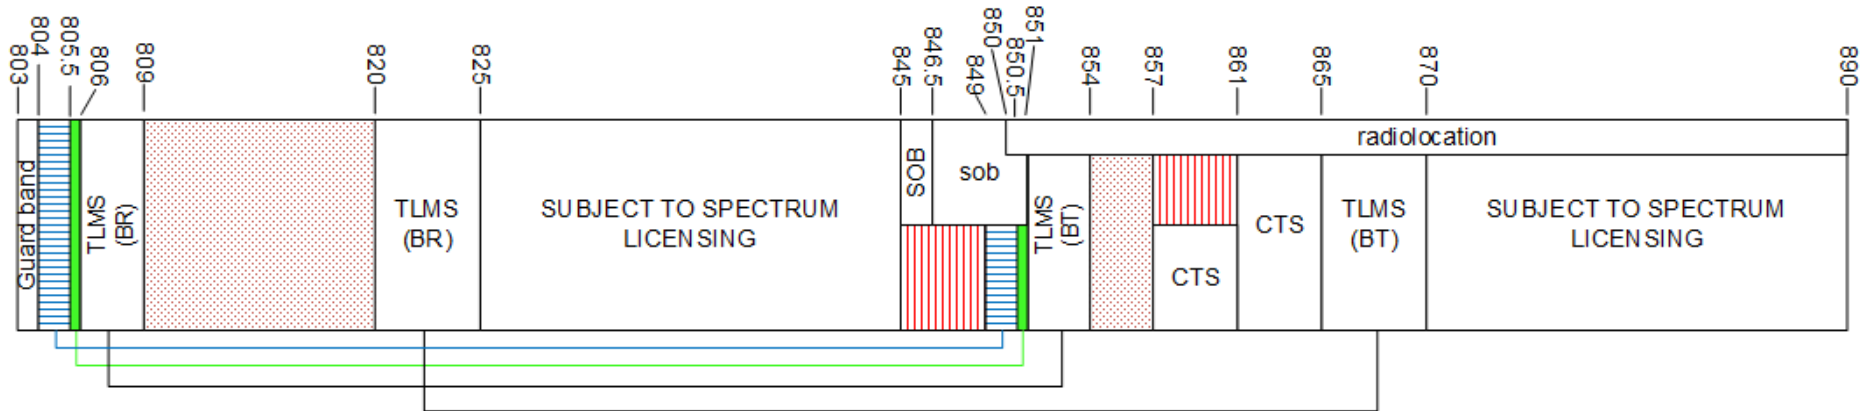 803
804
805.5
806
809
820
825
845
846.5
849
850
850.5
851
854
857
861
865
870
890
radiolocation
Guard band
TLMS
(BR)
TLMS
(BR)
SUBJECT TO SPECTRUM
LICENSING
BOS
sob
TLMS
(BT)
CTS
CTS
TLMS
(BT)
SUBJECT TO SPECTRUM
LICENSING